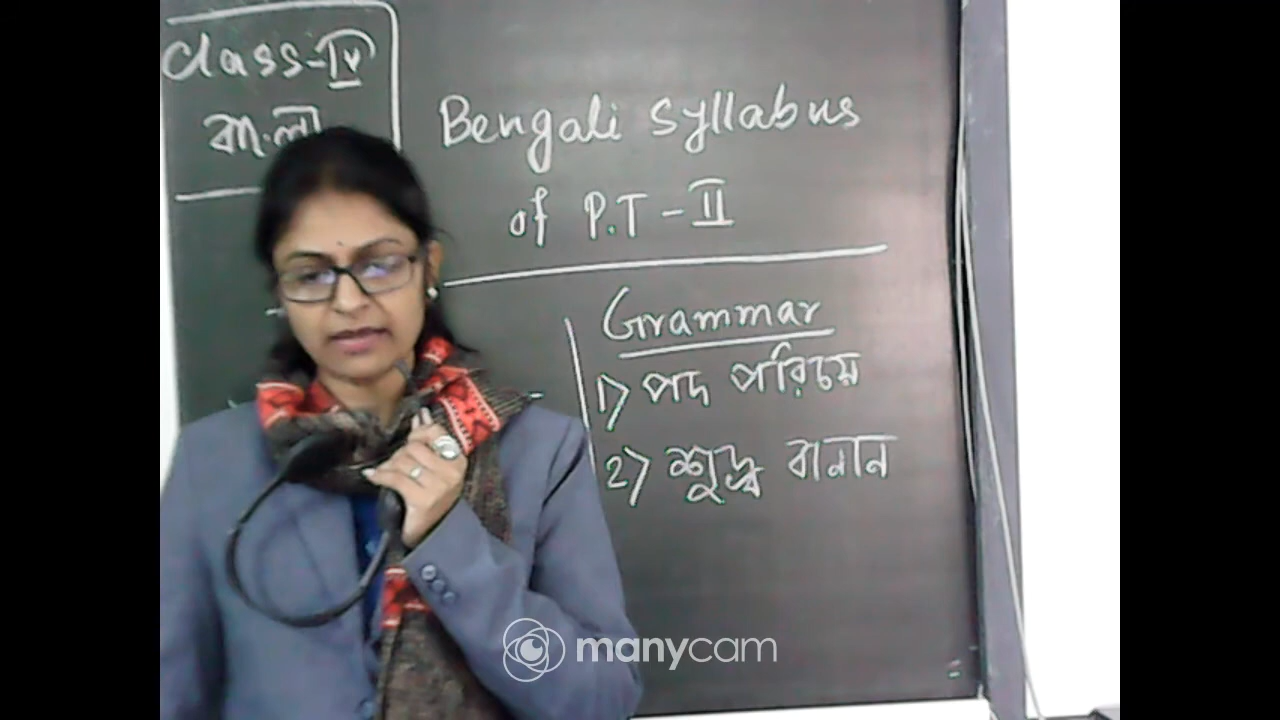 Class-IV
বাংলা
Bengali Syllabus
of P.T-II
Grammar
1) পদ পরিচয়
2) শুদ্ধ বানান
manycam